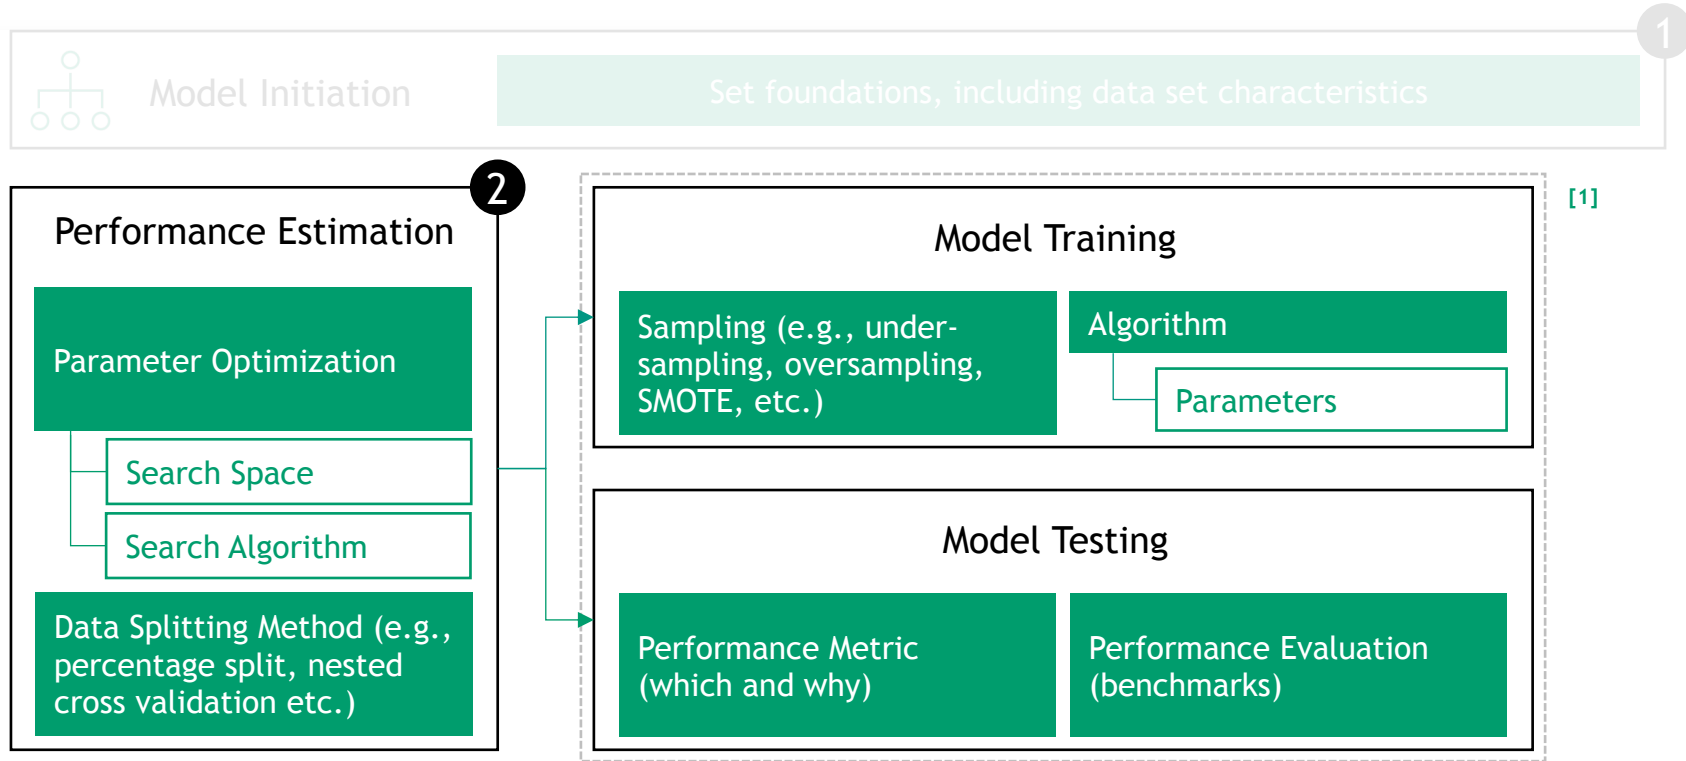 1
Model Initiation
Set foundations, including data set characteristics
2
Performance Estimation
Parameter Optimization
Search Space
Search Algorithm
Data Splitting Method (e.g.,
percentage split, nested
cross validation etc.)
[1]
Model Training
Sampling (e.g., under-
sampling, oversampling,
SMOTE, etc.)
Algorithm
Parameters
Model Testing
Performance Metric
(which and why)
Performance Evaluation
(benchmarks)